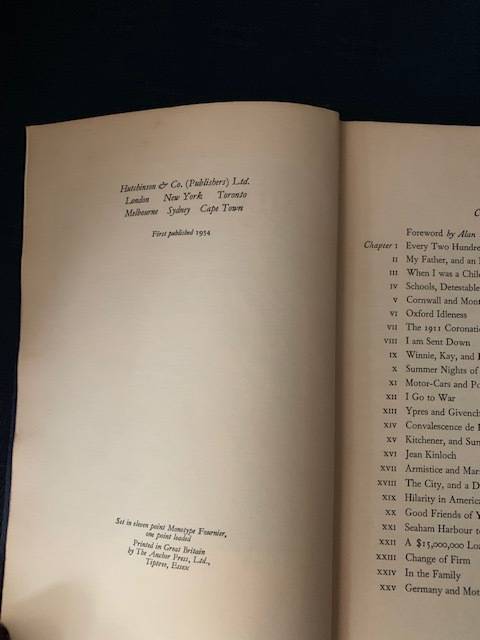 Hutchinson & Co. (Publishers) Ltd.
London New York Toronto
Melbourne Sydney Cape Town
First published 1954
Set in eleven point Monotype Fournier,
one point leaded
Printed in Great Britain
by The Anchor Press, Ltd.,
Tiptree, Essex
C
Foreword by Alan
Chapter I Every Two Hundre
II My Father, and an
III When I was a Chil
IV Schools, Detestable
V Cornwall and Mon
VI Oxford Idleness
VII The 1911 Coronati
VIII I am Sent Down
IX Winnie, Kay, and
X Summer Nights of
XI Motor-Cars and Po
XII I Go to War
XIII Ypres and Givench
XIV Convalescence de
XV Kitchener, and Sun
XVI Jean Kinloch
XVII Armistice and Mar
XVIII The City, and a D
XIX Hilarity in America
XX Good Friends of Y
XXI Seaham Harbour t
XXII A $15,000,000 Loa
XXIII Change of Firm
XXIV In the Family
XXV Germany and Mot